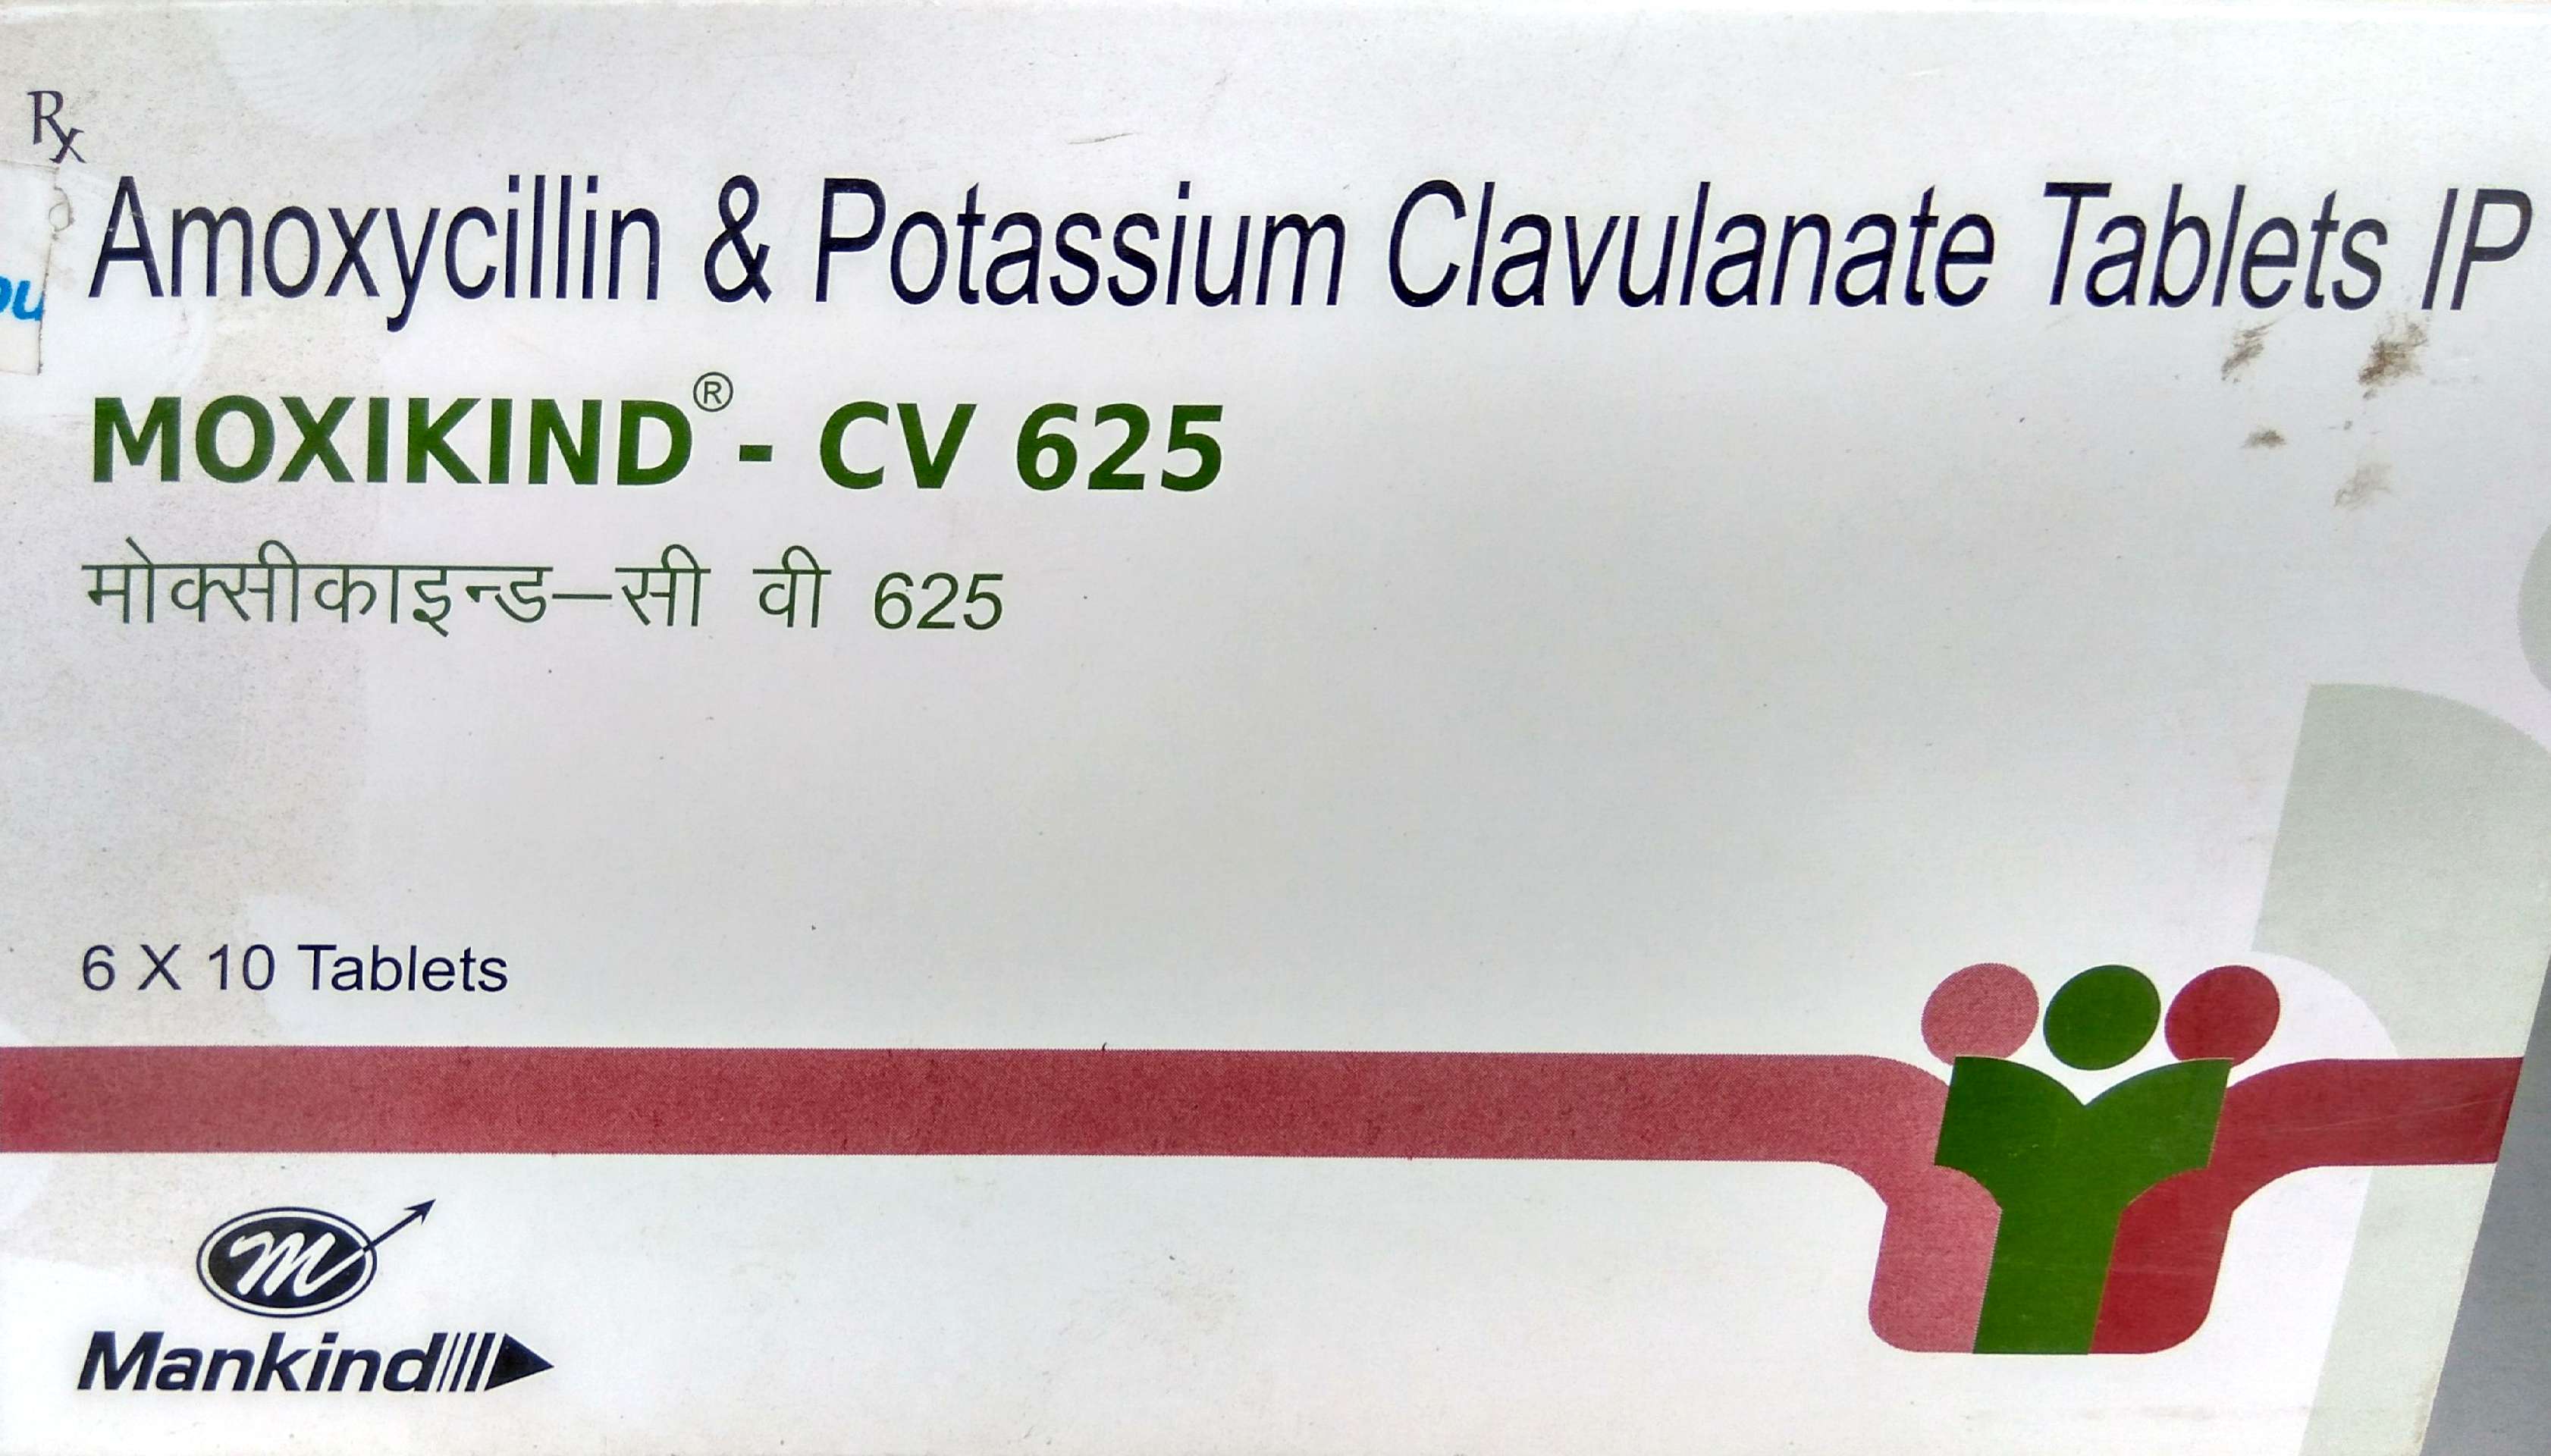 Rx
Amoxycillin & Potassium Clavulanate Tablets IP
MOXIKIND® - CV 625
मोक्सीकाइन्ड–सी वी 625
6 X 10 Tablets
m
Mankind